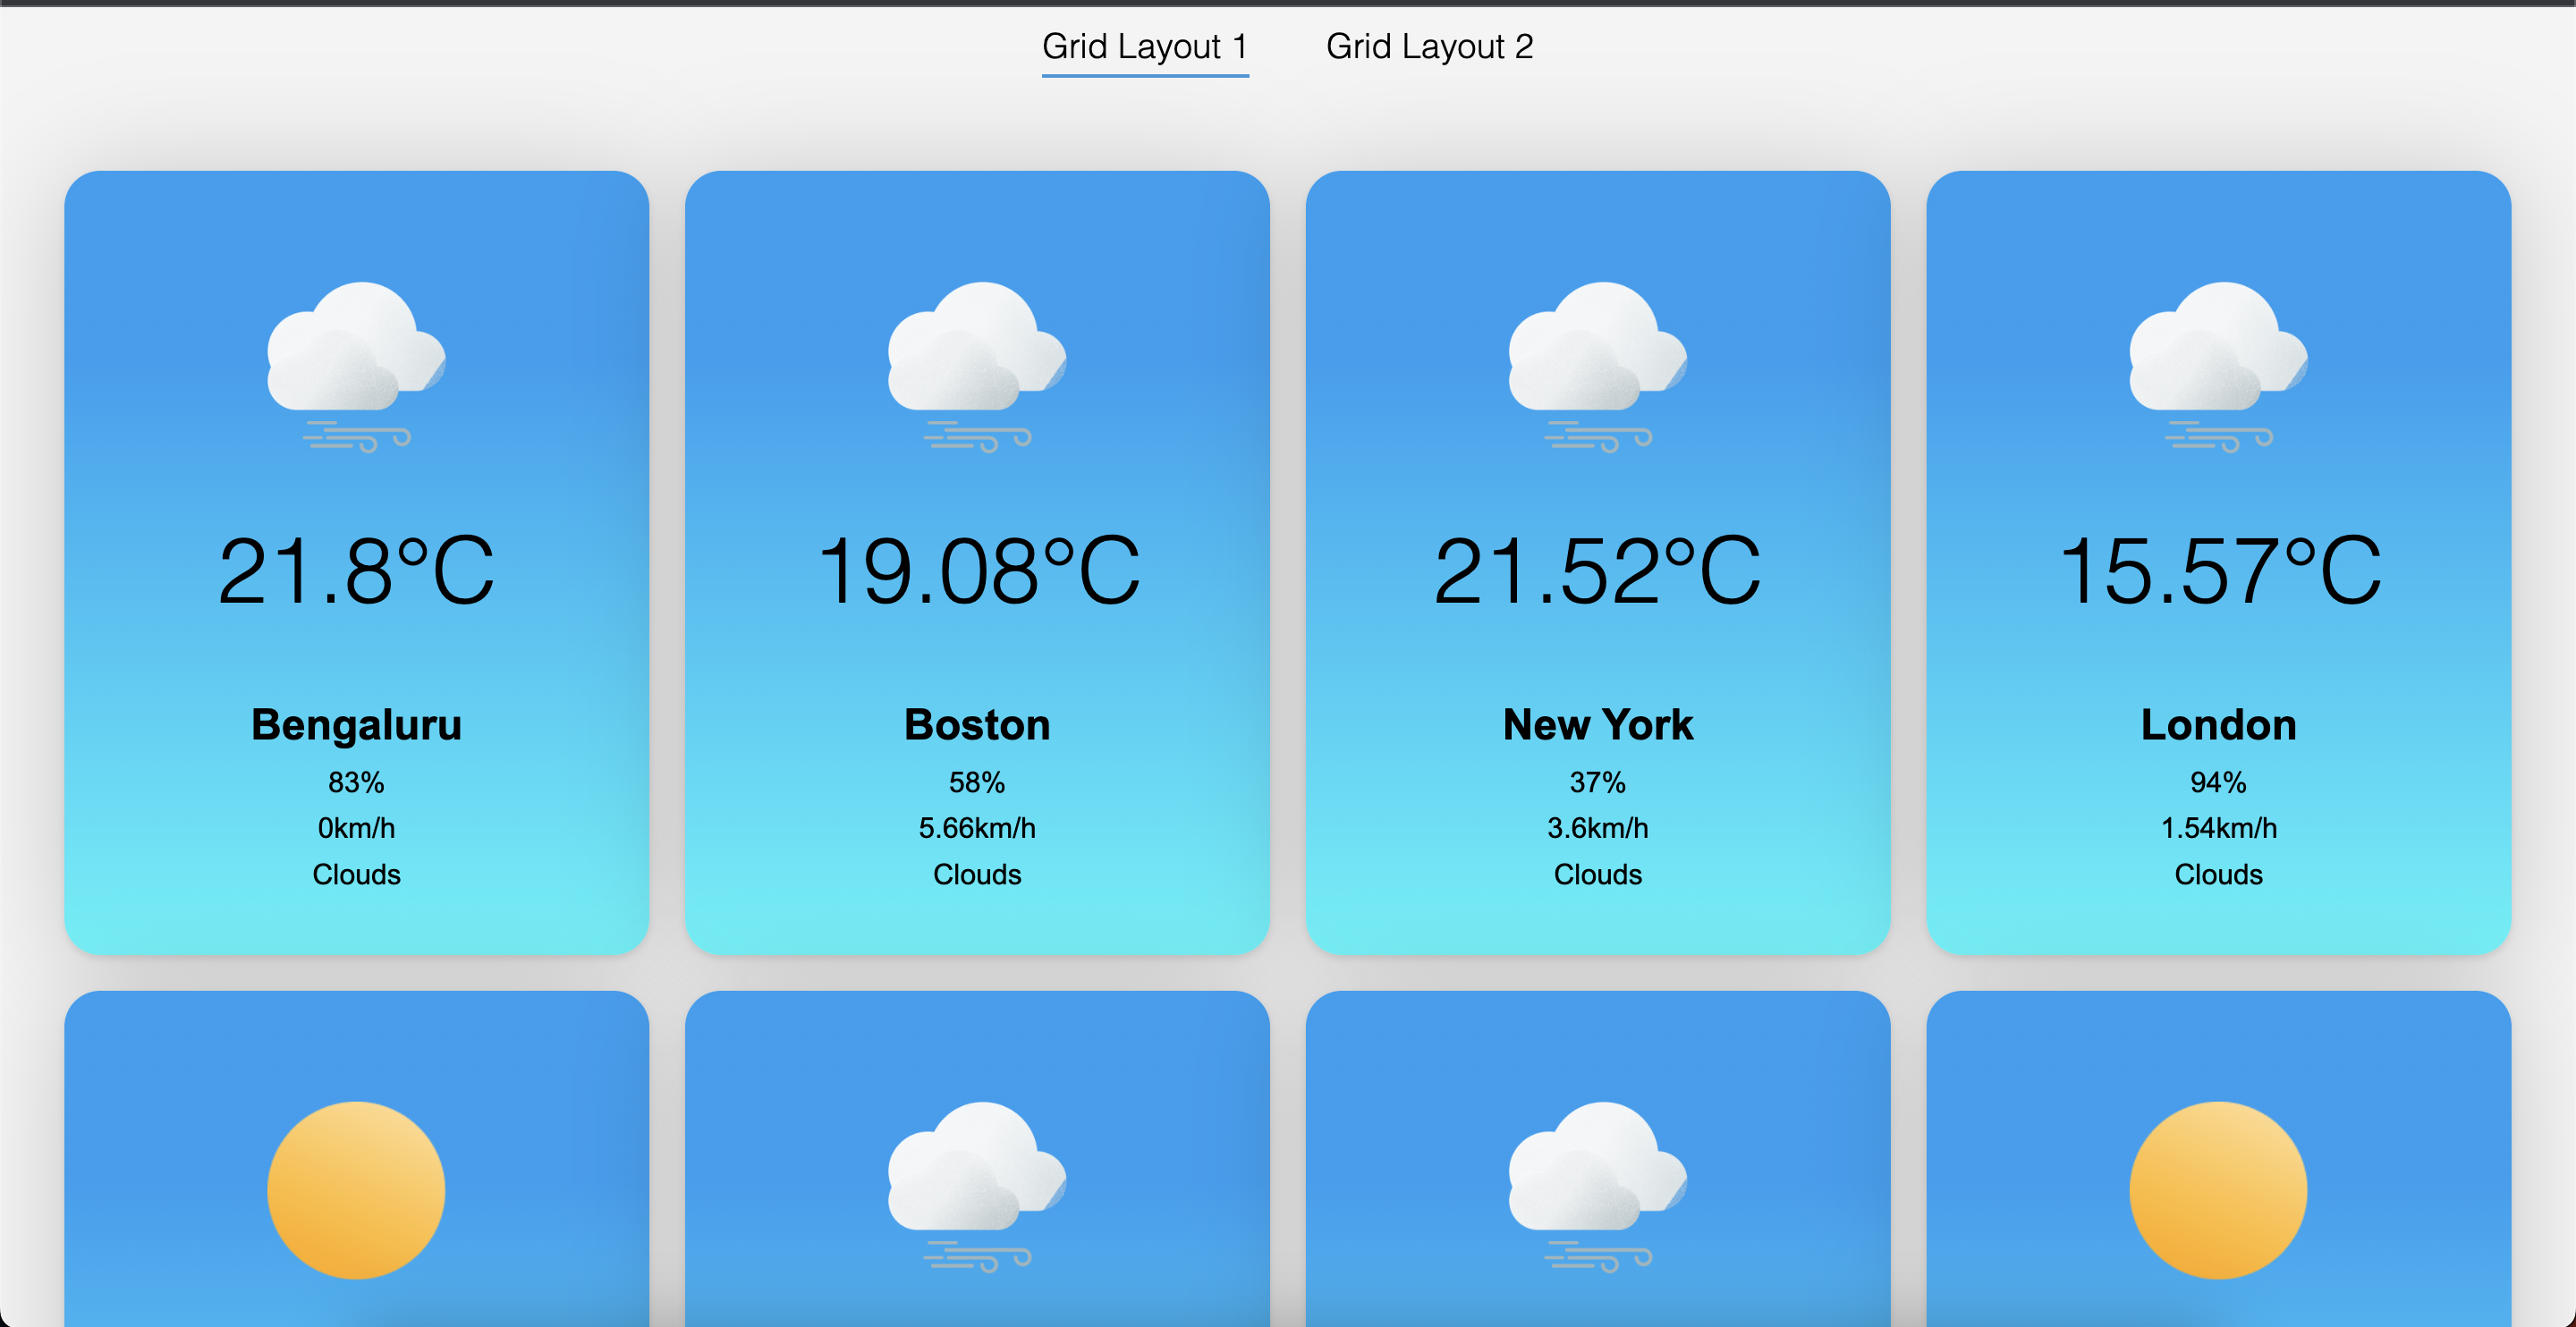 Grid Layout 1
Grid Layout 2
21.8°C
Bengaluru
83%
0km/h
Clouds
19.08°C
Boston
58%
5.66km/h
Clouds
21.52°C
New York
37%
3.6km/h
Clouds
15.57°C
London
94%
1.54km/h
Clouds